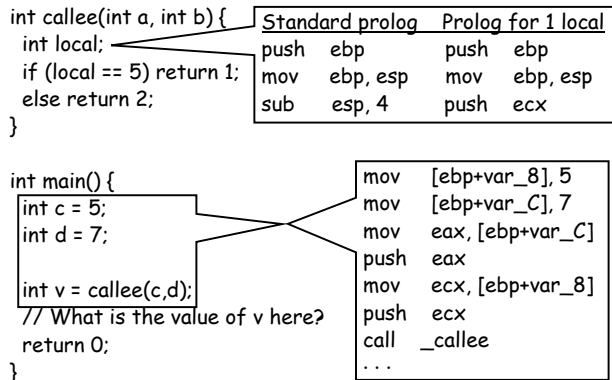 int callee(int a, int b) {
int local;
if (local == 5) return 1;
else return 2;
}
Standard prolog Prolog for 1 local
push ebp push ebp
mov ebp, esp mov ebp, esp
sub esp, 4 push ecx
int main() {
int c = 5;
int d = 7;
int v = callee(c,d);
// What is the value of v here?
return 0;
}
mov [ebp+var_8], 5
mov [ebp+var_C], 7
mov eax, [ebp+var_C]
push eax
mov ecx, [ebp+var_8]
push ecx
call _callee
. . .